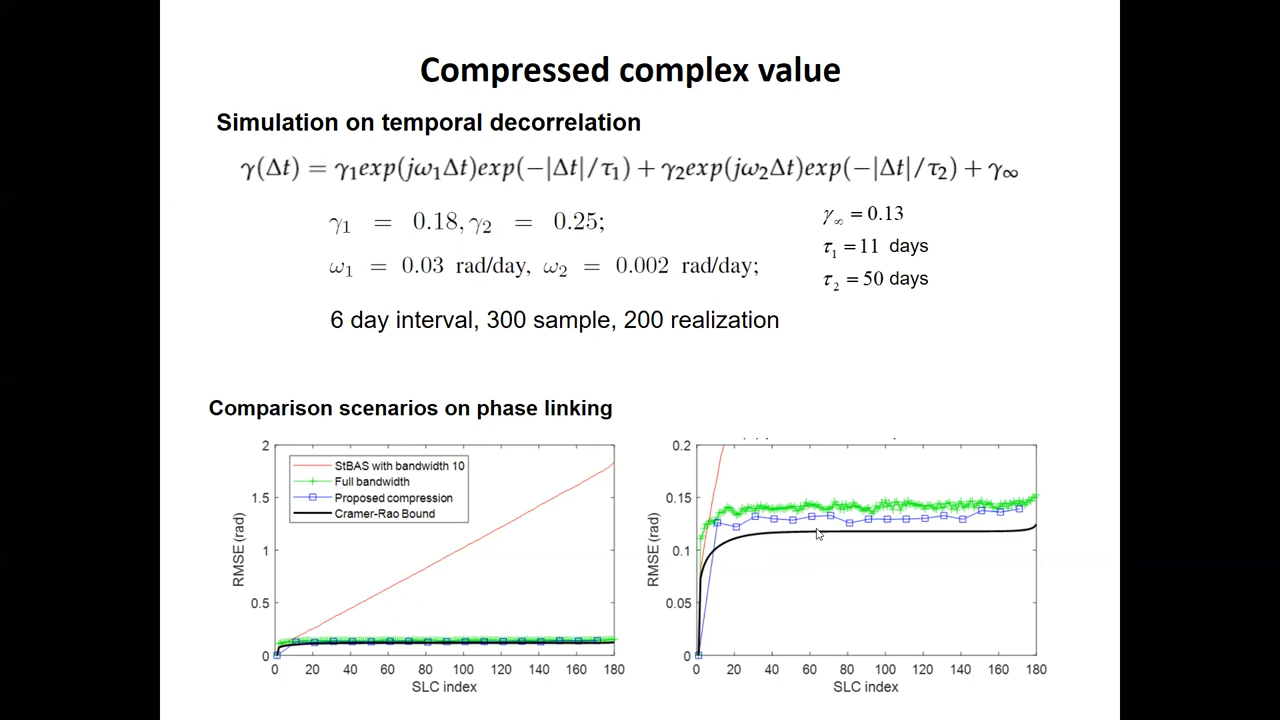 Compressed complex value
Simulation on temporal decorrelation
γ(Δt) = γ₁exp(jω₁Δt)exp(−|Δt|/τ₁) + γ₂exp(jω₂Δt)exp(−|Δt|/τ₂) + γ∞
γ₁ = 0.18, γ₂ = 0.25;
ω₁ = 0.03 rad/day, ω₂ = 0.002 rad/day;
γ∞ = 0.13
τ₁ = 11 days
τ₂ = 50 days
6 day interval, 300 sample, 200 realization
Comparison scenarios on phase linking
2
1.5
1
0.5
0
RMSE (rad)
StBAS with bandwidth 10
Full bandwidth
Proposed compression
Cramer-Rao Bound
0 20 40 60 80 100 120 140 160 180
SLC index
0.2
0.15
0.1
0.05
0
RMSE (rad)
0 20 40 60 80 100 120 140 160 180
SLC index